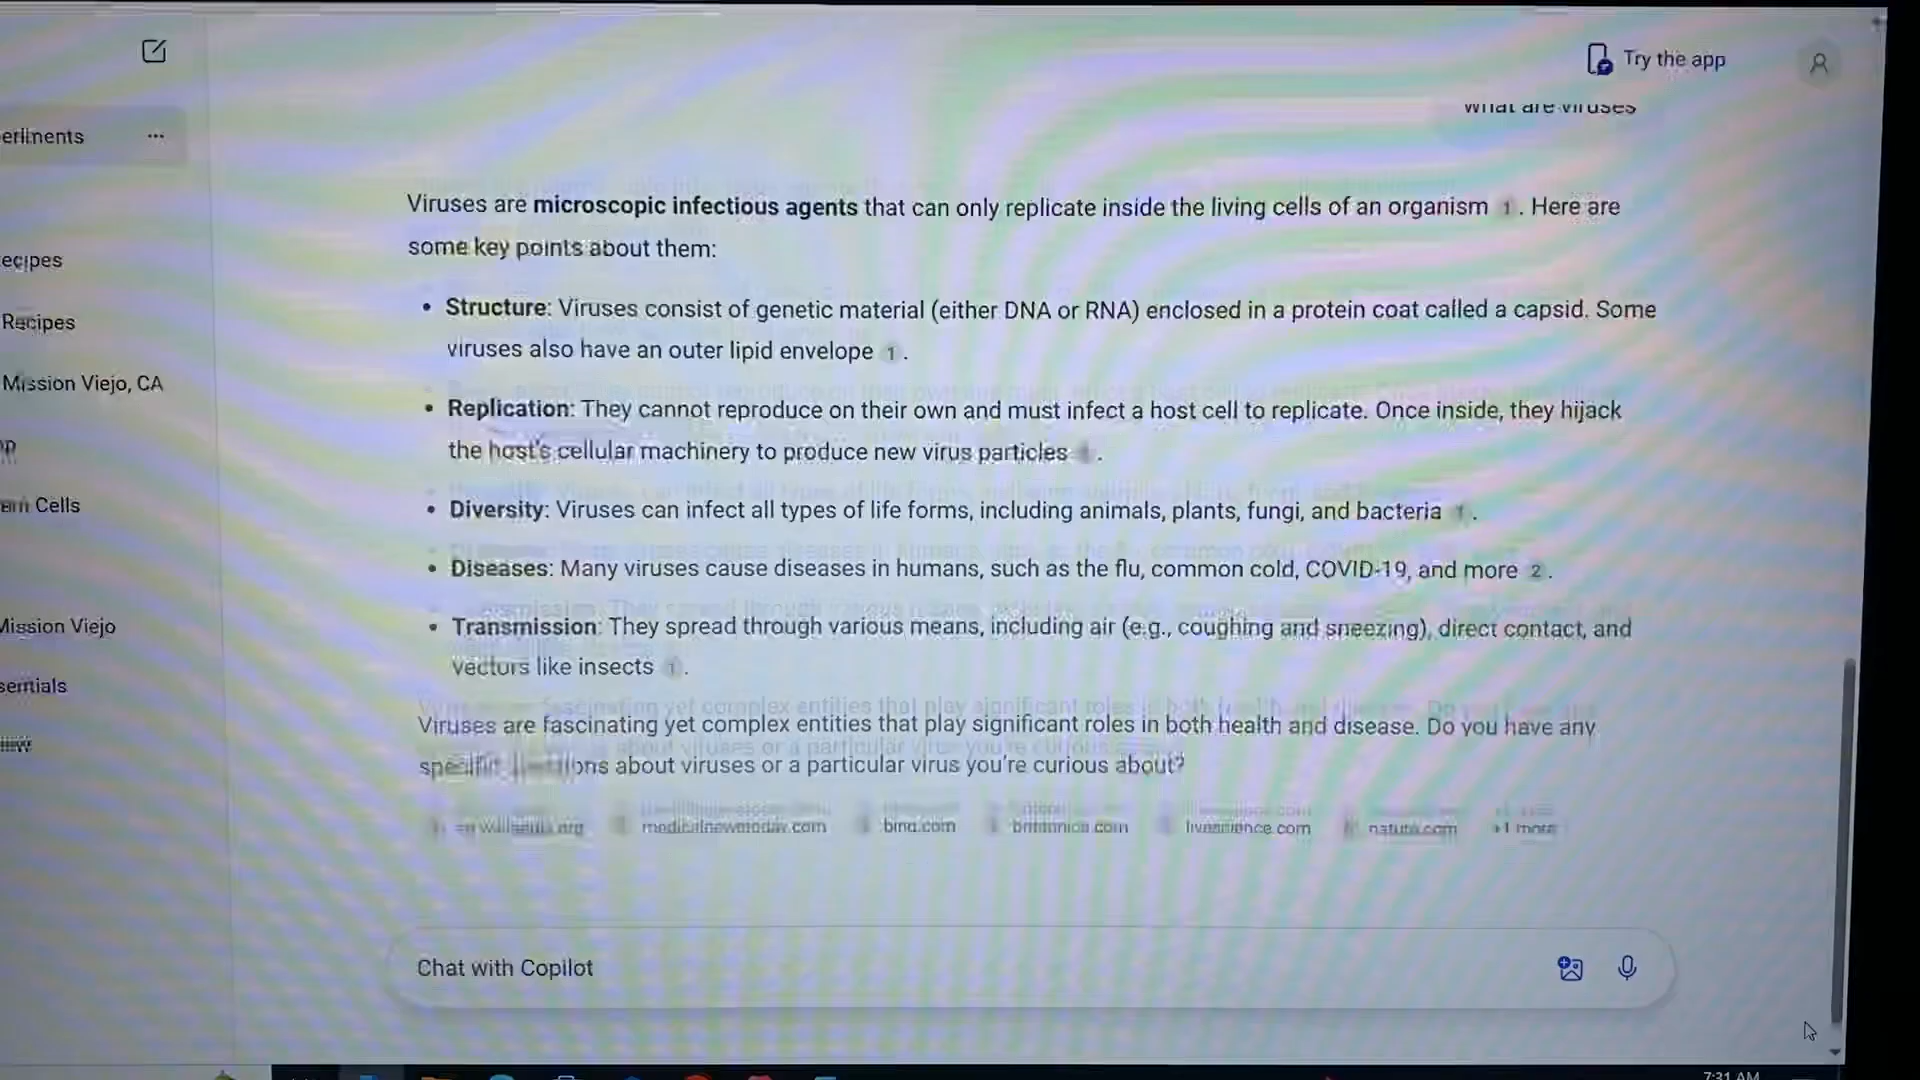 Try the app
what are viruses
erliments
...
Viruses are microscopic infectious agents that can only replicate inside the living cells of an organism 1. Here are
some key points about them:
ecipes
• Structure: Viruses consist of genetic material (either DNA or RNA) enclosed in a protein coat called a capsid. Some
viruses also have an outer lipid envelope 1.
Recipes
Mission Viejo, CA
• Replication: They cannot reproduce on their own and must infect a host cell to replicate. Once inside, they hijack
the host's cellular machinery to produce new virus particles.
Cells
• Diversity: Viruses can infect all types of life forms, including animals, plants, fungi, and bacteria 1.
• Diseases: Many viruses cause diseases in humans, such as the flu, common cold, COVID-19, and more 2.
Mission Viejo
• Transmission: They spread through various means, including air (e.g., coughing and sneezing), direct contact, and
vectors like insects 1.
sentials
Viruses are fascinating yet complex entities that play significant roles in both health and disease. Do you have any
about viruses or a particular virus you're curious about?
bing.com britannica.com livescience.com nature.com +1 more
Chat with Copilot
7:31 AM